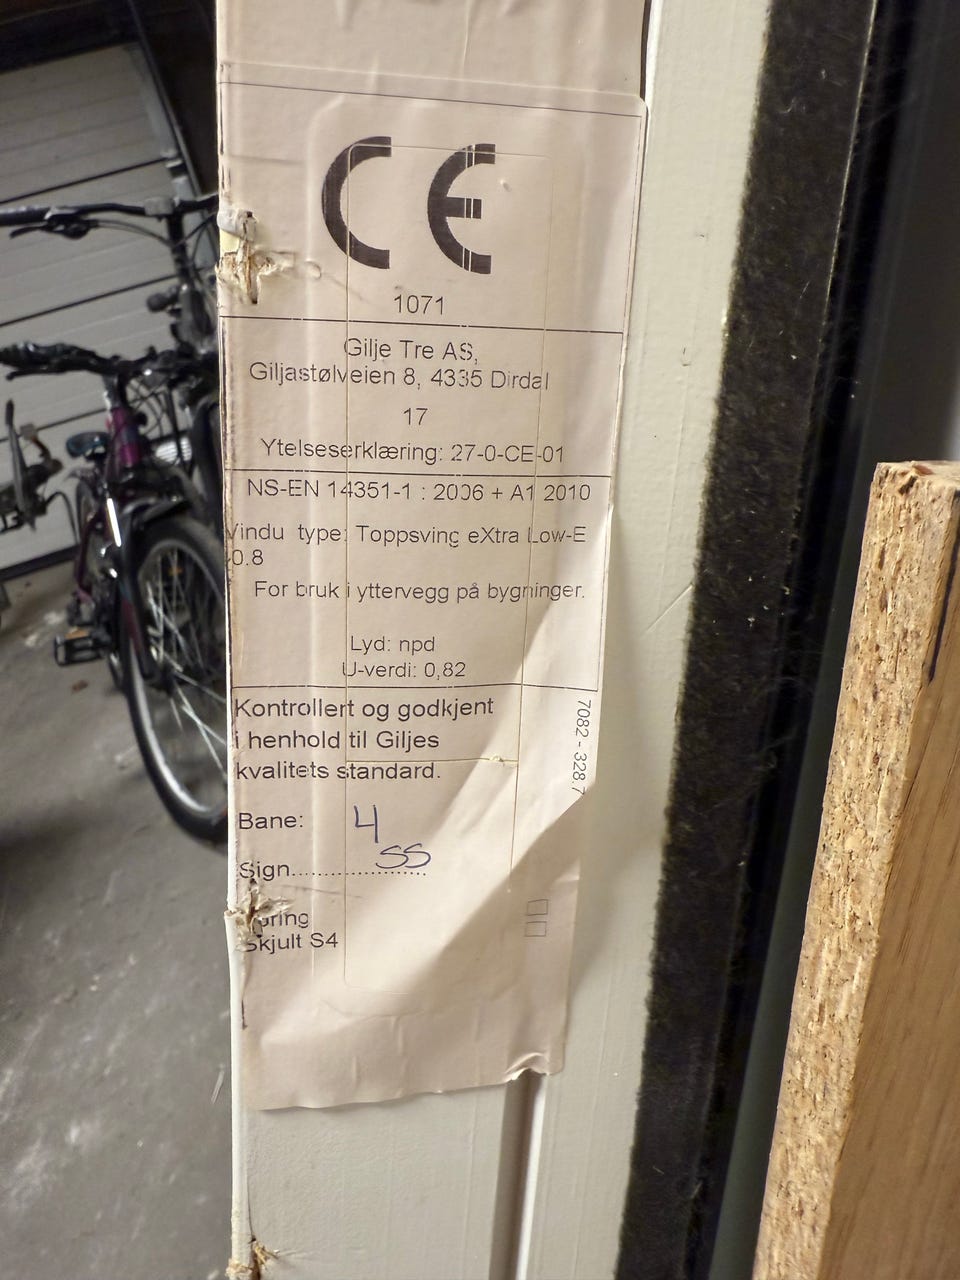 CE
1071
Gilje Tre AS,
Giljastølveien 8, 4335 Dirdal
17
Ytelseserklæring: 27-0-CE-01
NS-EN 14351-1 : 2006 + A1 2010
Vindu type: Toppsving eXtra Low-E
0.8
For bruk i yttervegg på bygninger.
Lyd: npd
U-verdi: 0,82
Kontrollert og godkjent
i henhold til Giljes
kvalitets standard.
7082 - 328.7
Bane: 4
Sign. SS
Skjult S4